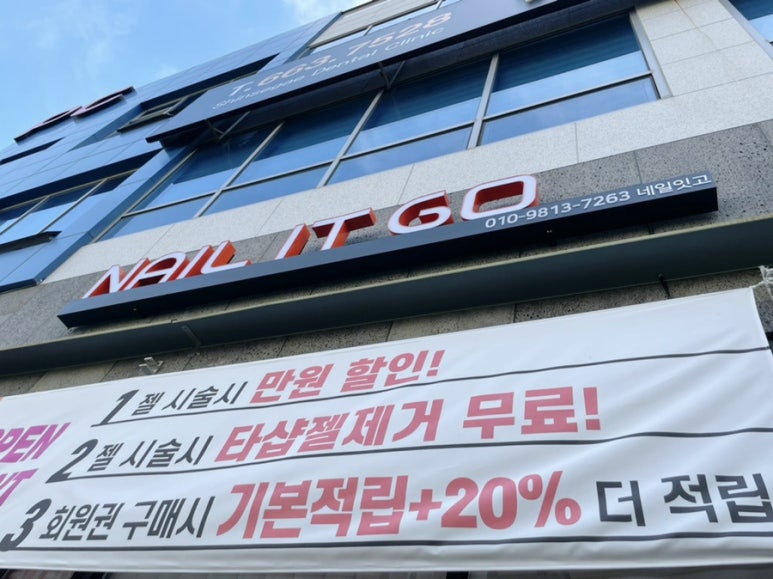 T. 663. 7528
Shinsegae Dental Clinic
NAIL IT GO
010-9813-7263 네일잇고
OPEN
1 젤 시술시 만원 할인!
2 젤 시술시 타샵젤제거 무료!
3 회원권 구매시 기본적립+20% 더 적립